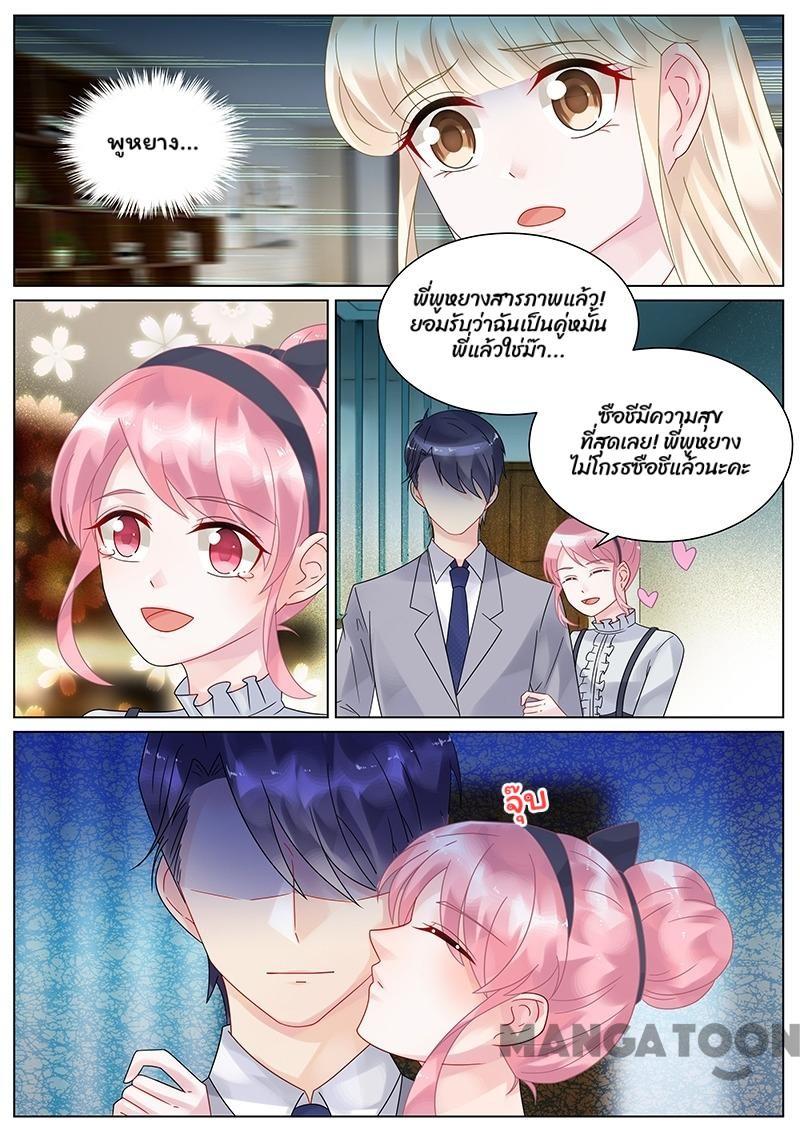 พูหยาง...
พี่พูหยางสารภาพแล้ว!
ยอมรับว่าฉันเป็นคู่หมั้น
พี่แล้วใช่ม๊า...
ซือชีมีความสุข
ที่สุดเลย! พี่พูหยาง
ไม่โกรธซือชีแล้วนะคะ
จุ๊บ
MANGATOON